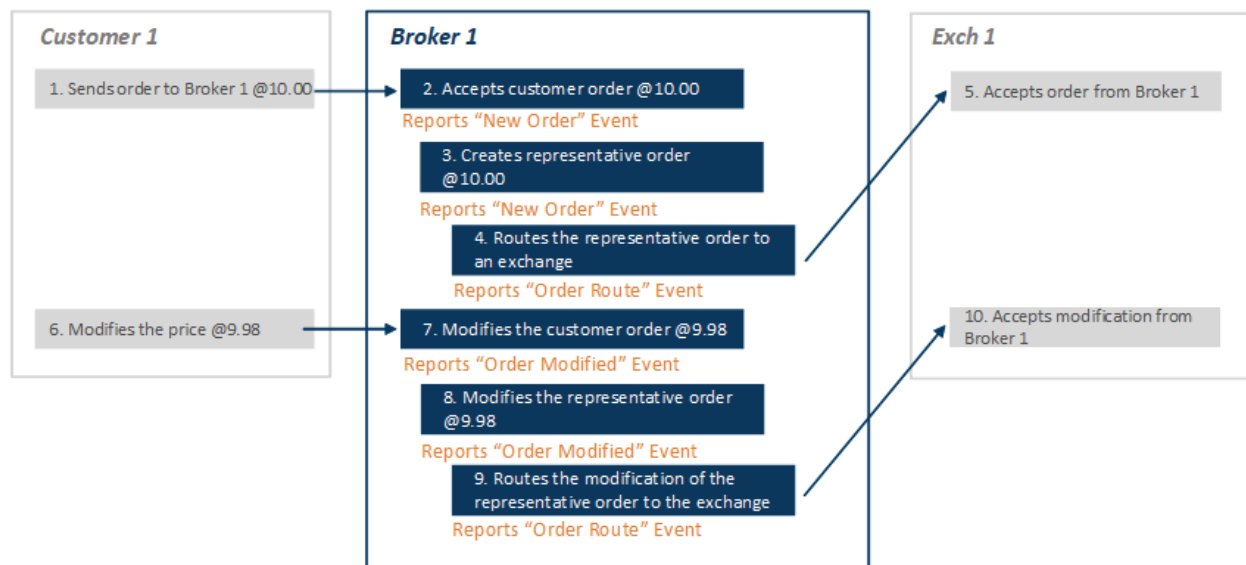 Customer 1
1. Sends order to Broker 1 @10.00
6. Modifies the price @9.98
Broker 1
2. Accepts customer order @10.00
Reports “New Order” Event
3. Creates representative order
@10.00
Reports “New Order” Event
4. Routes the representative order to
an exchange
Reports “Order Route” Event
7. Modifies the customer order @9.98
Reports “Order Modified” Event
8. Modifies the representative order
@9.98
Reports “Order Modified” Event
9. Routes the modification of the
representative order to the exchange
Reports “Order Route” Event
Exch 1
5. Accepts order from Broker 1
10. Accepts modification from
Broker 1